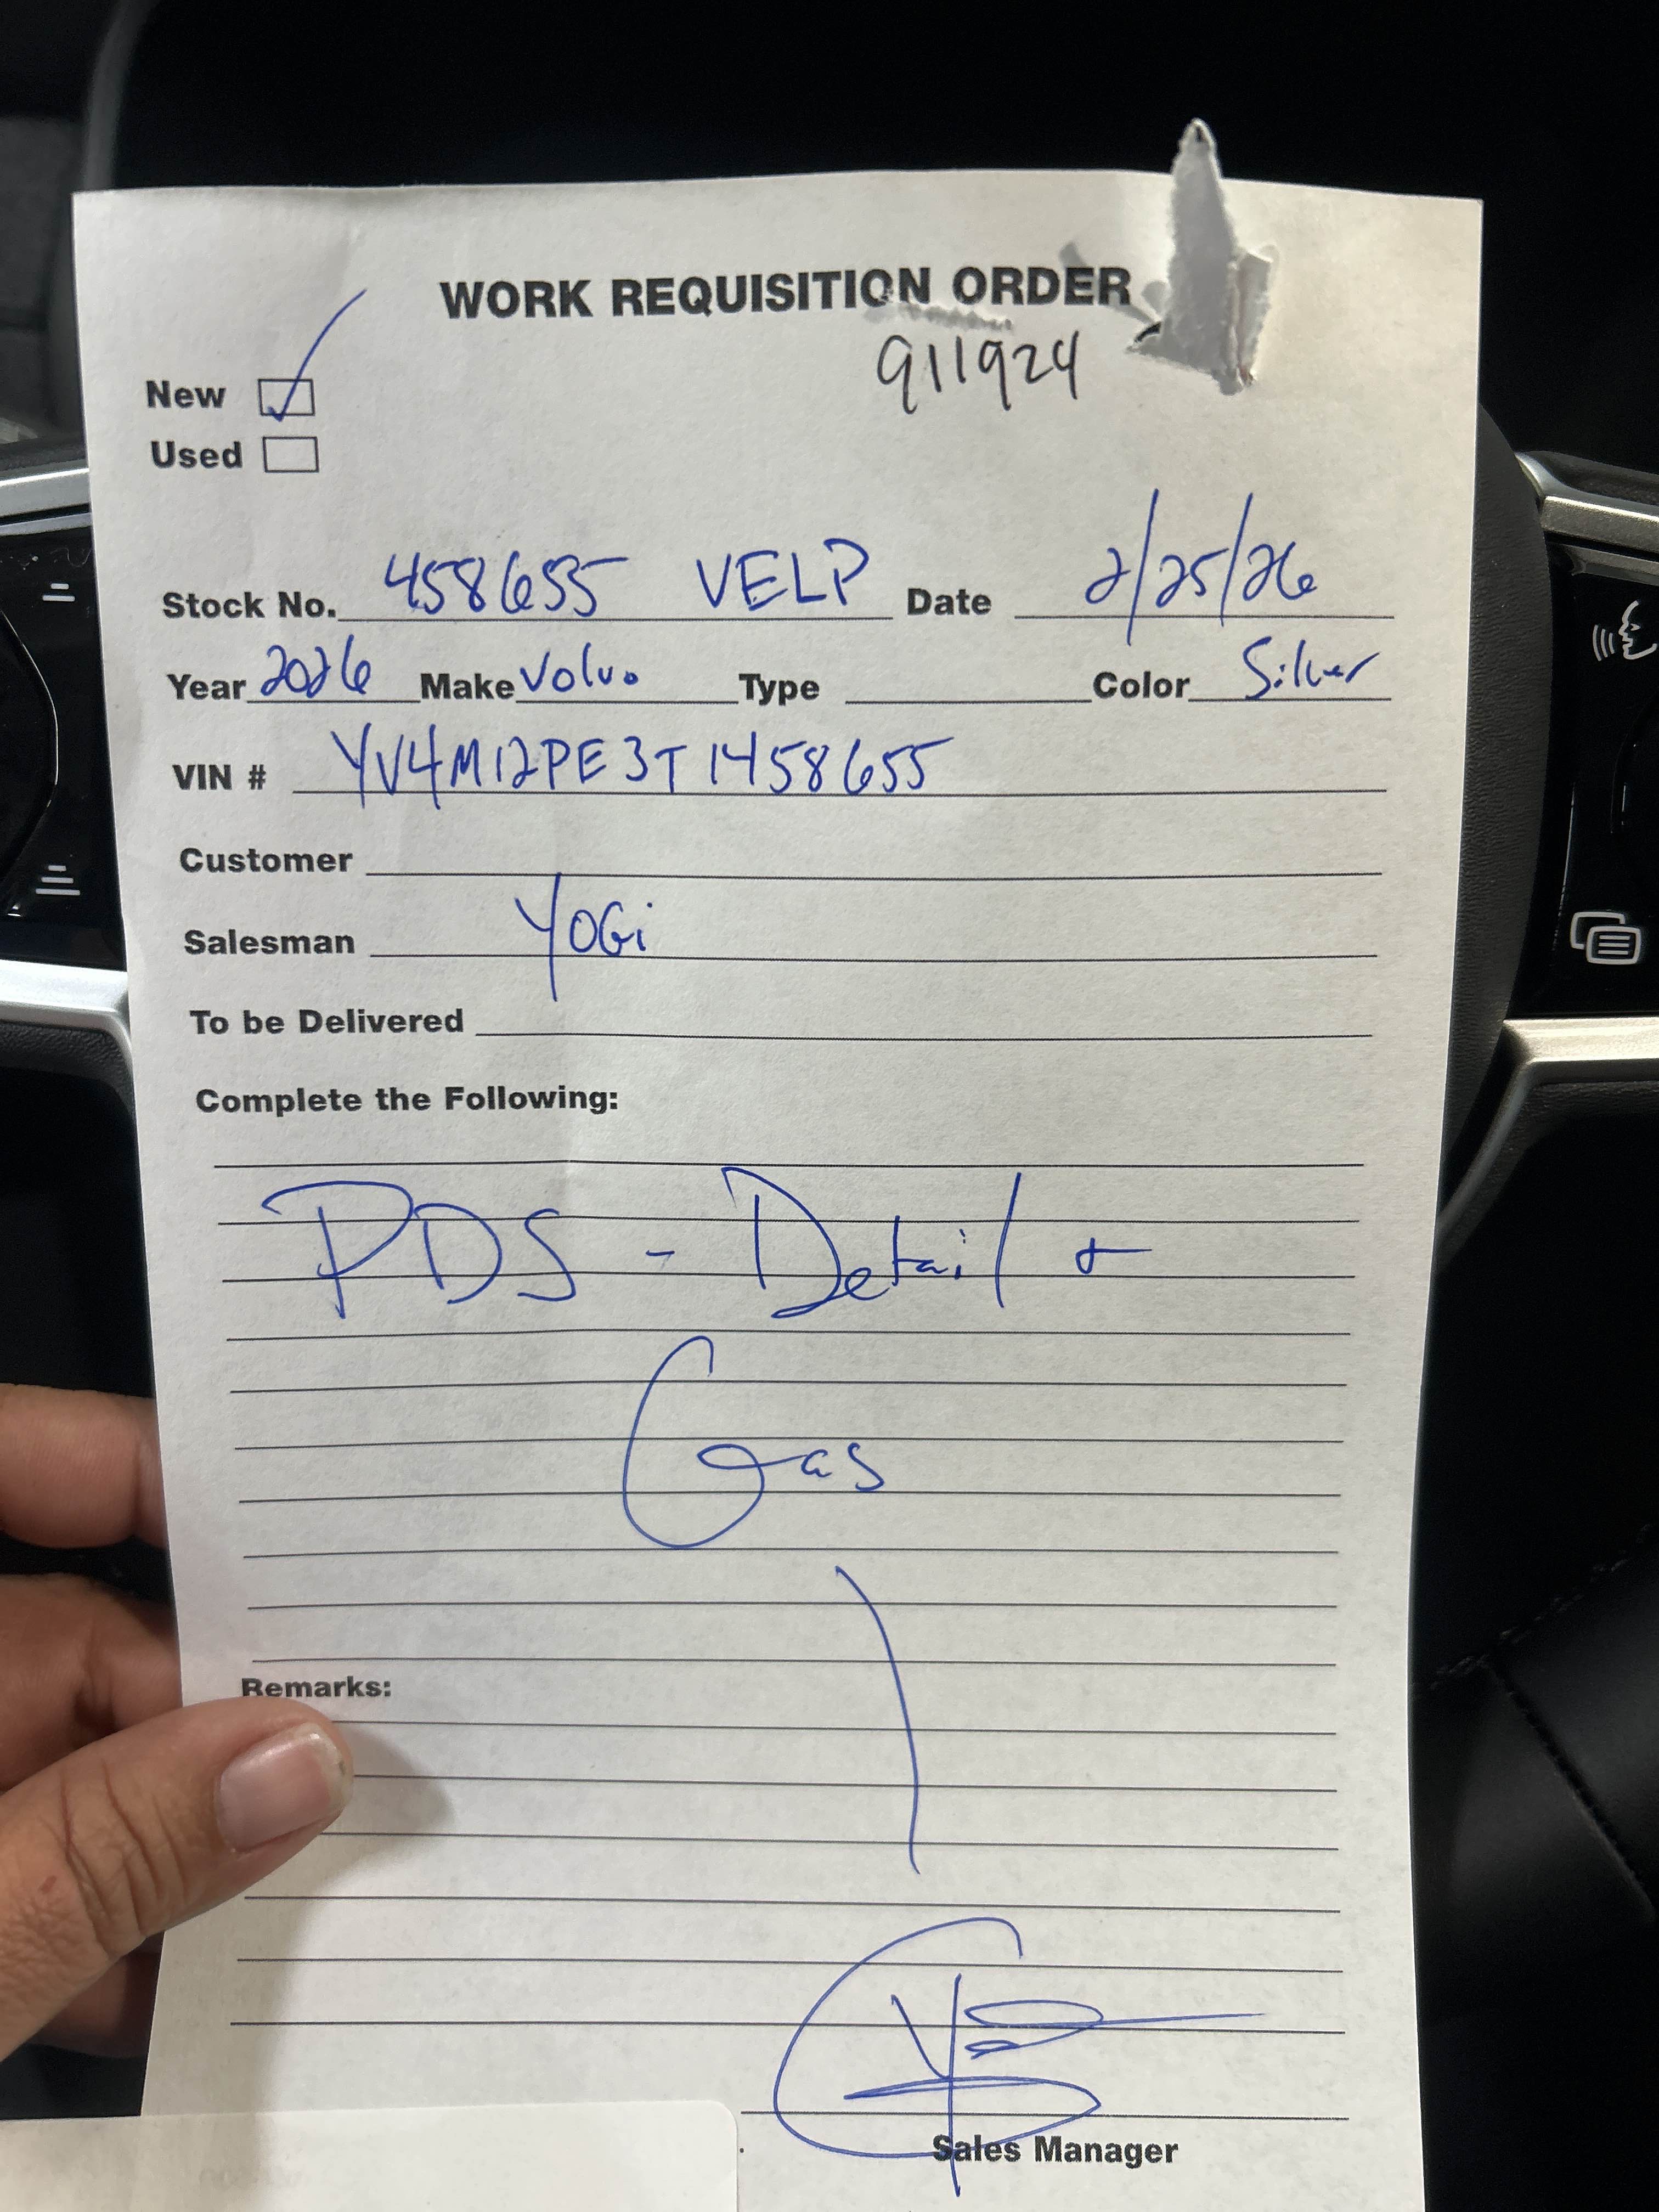 WORK REQUISITION ORDER
911924
New
Used
Stock No. 458655 VELP Date 2/25/26
Year 2026 Make Volvo Type Color Silver
VIN # YV4M12PE3T1458655
Customer
Salesman YOGi
To be Delivered
Complete the Following:
PDS - Detail +
Gas
Remarks:
Sales Manager